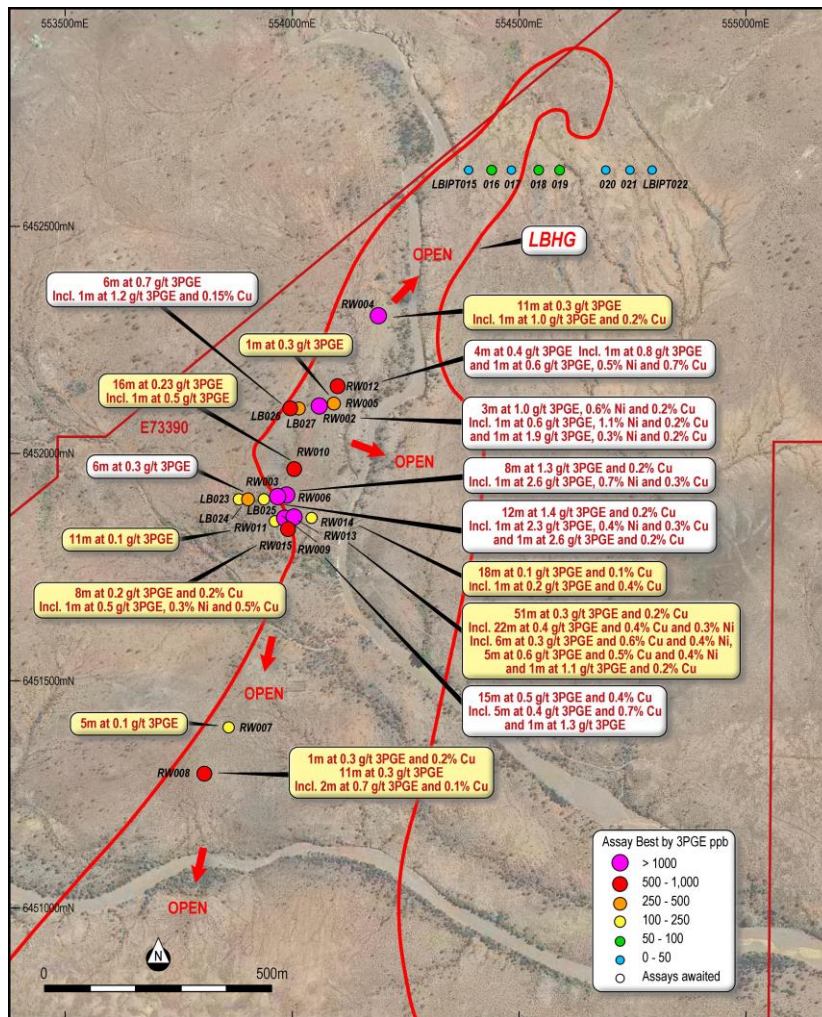 553500mE
554000mE
554500mE
555000mE
LBIPT015
016
017
018
019
020
021
LBIPT022
6452500mN
LBHG
OPEN
6m at 0.7 g/t 3PGE
Incl. 1m at 1.2 g/t 3PGE and 0.15% Cu
RW004
11m at 0.3 g/t 3PGE
Incl. 1m at 1.0 g/t 3PGE and 0.2% Cu
1m at 0.3 g/t 3PGE
4m at 0.4 g/t 3PGE Incl. 1m at 0.8 g/t 3PGE
and 1m at 0.6 g/t 3PGE, 0.5% Ni and 0.7% Cu
16m at 0.23 g/t 3PGE
Incl. 1m at 0.5 g/t 3PGE
RW012
RW005
LB026
LB027
RW002
3m at 1.0 g/t 3PGE, 0.6% Ni and 0.2% Cu
Incl. 1m at 0.6 g/t 3PGE, 1.1% Ni and 0.2% Cu
and 1m at 1.9 g/t 3PGE, 0.3% Ni and 0.2% Cu
E73390
6452000mN
RW010
OPEN
6m at 0.3 g/t 3PGE
8m at 1.3 g/t 3PGE and 0.2% Cu
Incl. 1m at 2.6 g/t 3PGE, 0.7% Ni and 0.3% Cu
RW003
LB023
RW006
LB024
LB025
12m at 1.4 g/t 3PGE and 0.2% Cu
Incl. 1m at 2.3 g/t 3PGE, 0.4% Ni and 0.3% Cu
and 1m at 2.6 g/t 3PGE and 0.2% Cu
RW011
RW014
RW013
RW015
RW009
11m at 0.1 g/t 3PGE
18m at 0.1 g/t 3PGE and 0.1% Cu
Incl. 1m at 0.2 g/t 3PGE and 0.4% Cu
8m at 0.2 g/t 3PGE and 0.2% Cu
Incl. 1m at 0.5 g/t 3PGE, 0.3% Ni and 0.5% Cu
51m at 0.3 g/t 3PGE and 0.2% Cu
Incl. 22m at 0.4 g/t 3PGE and 0.4% Cu and 0.3% Ni
Incl. 6m at 0.3 g/t 3PGE and 0.6% Cu and 0.4% Ni,
5m at 0.6 g/t 3PGE and 0.5% Cu and 0.4% Ni
and 1m at 1.1 g/t 3PGE and 0.2% Cu
6451500mN
OPEN
15m at 0.5 g/t 3PGE and 0.4% Cu
Incl. 5m at 0.4 g/t 3PGE and 0.7% Cu
and 1m at 1.3 g/t 3PGE
5m at 0.1 g/t 3PGE
RW007
RW008
1m at 0.3 g/t 3PGE and 0.2% Cu
11m at 0.3 g/t 3PGE
Incl. 2m at 0.7 g/t 3PGE and 0.1% Cu
OPEN
6451000mN
N
0
500m
Assay Best by 3PGE ppb
> 1000
500 - 1,000
250 - 500
100 - 250
50 - 100
0 - 50
Assays awaited